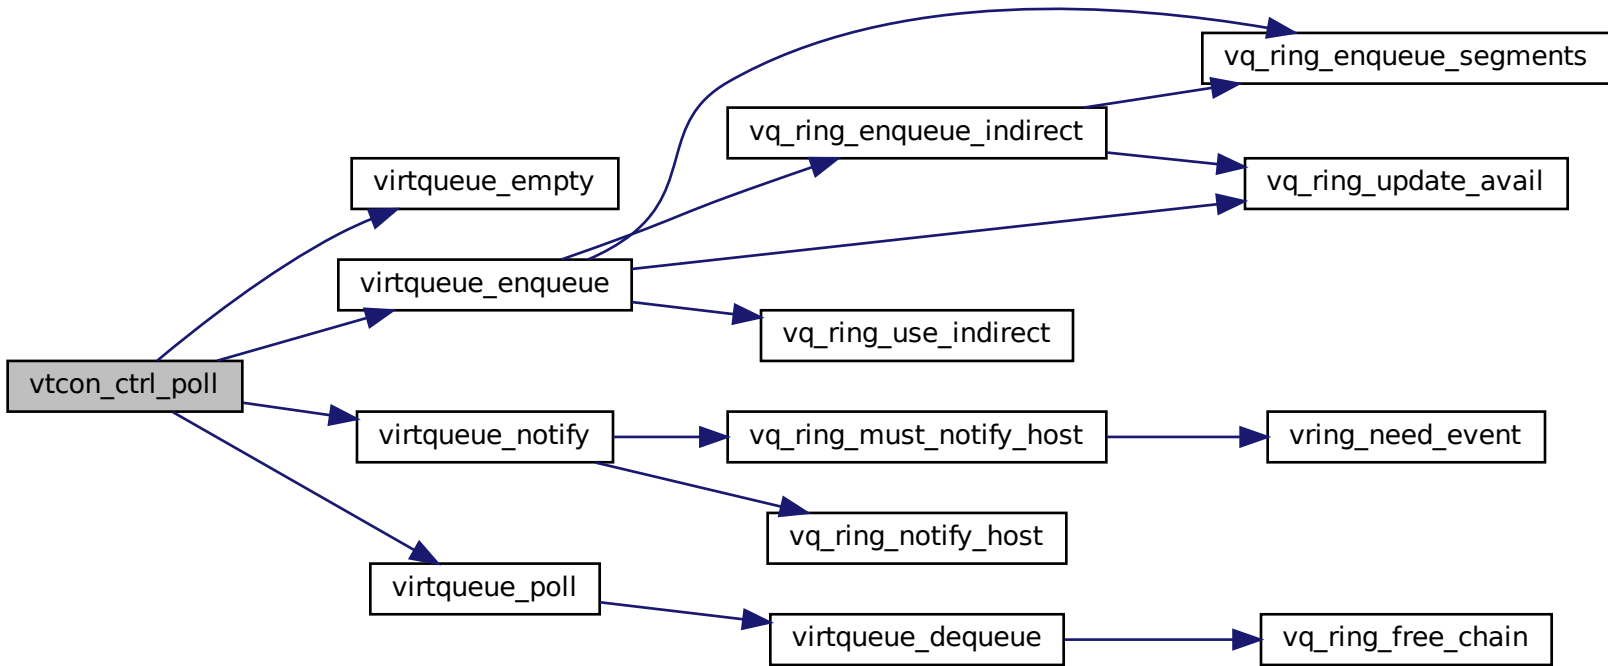 vq_ring_enqueue_segments
vq_ring_enqueue_indirect
virtqueue_empty
vq_ring_update_avail
virtqueue_enqueue
vq_ring_use_indirect
vtcon_ctrl_poll
virtqueue_notify
vq_ring_must_notify_host
vring_need_event
vq_ring_notify_host
virtqueue_poll
virtqueue_dequeue
vq_ring_free_chain